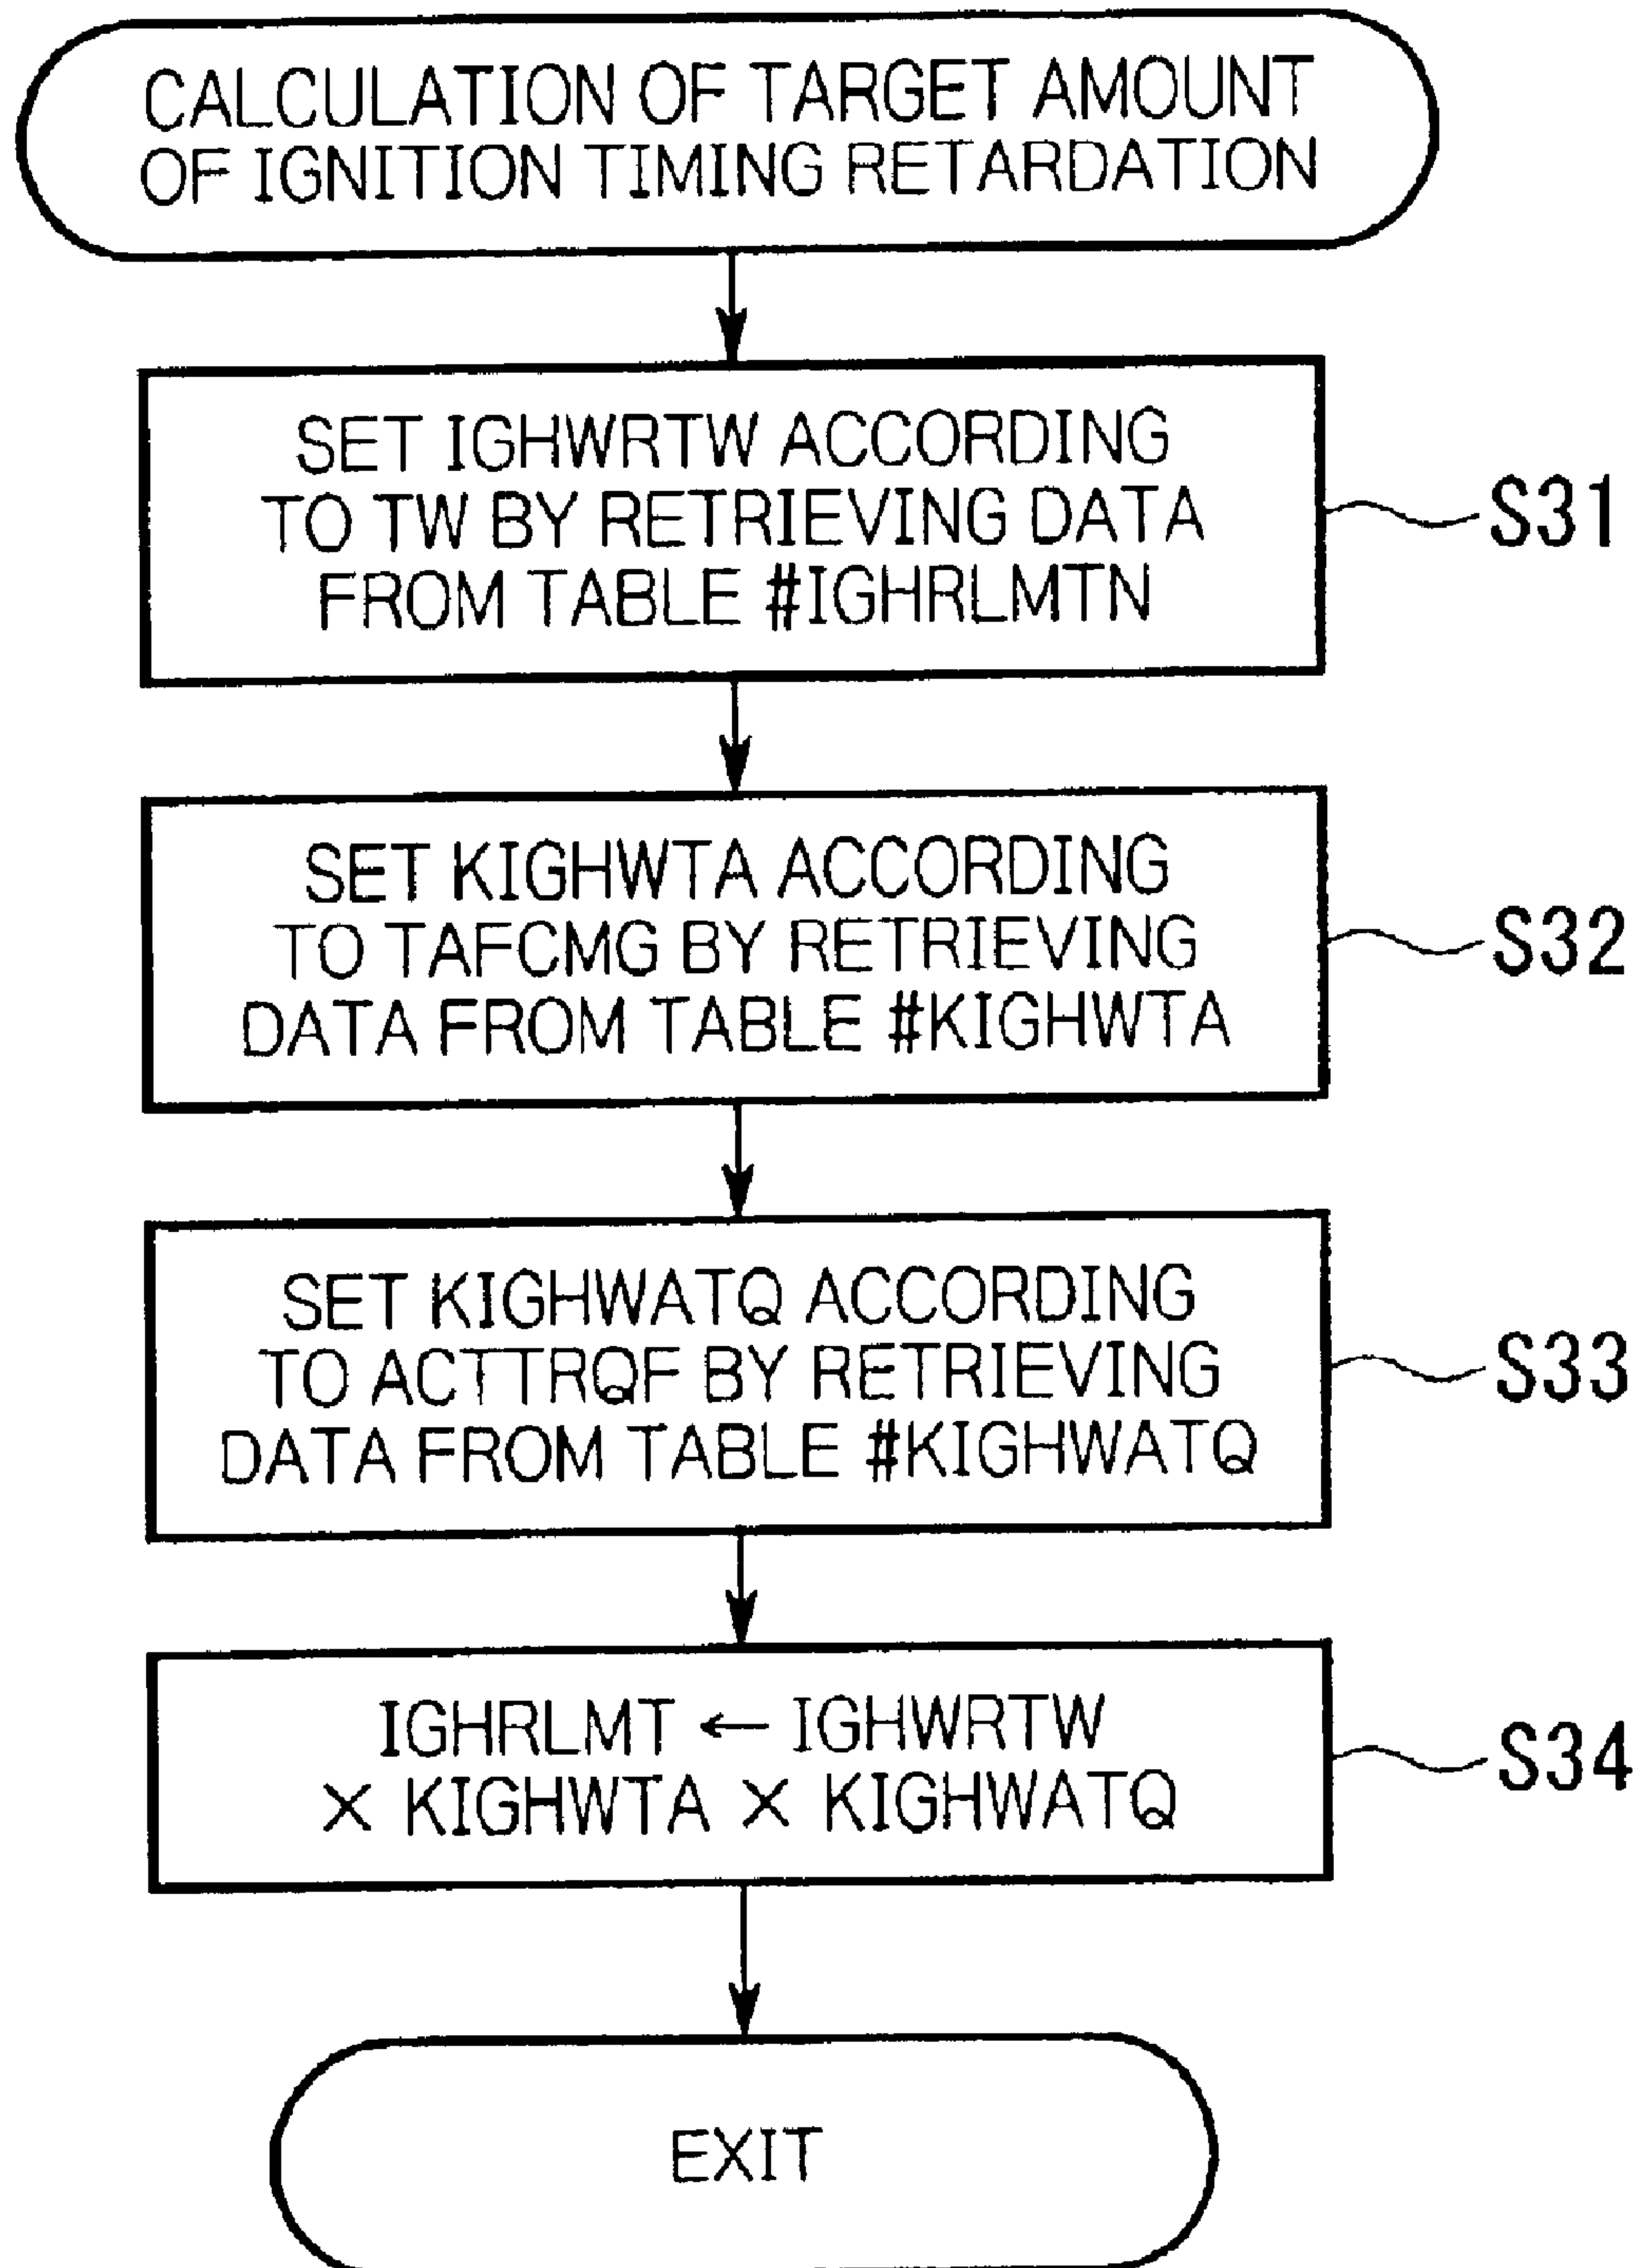 CALCULATION OF TARGET AMOUNT
OF IGNITION TIMING RETARDATION
SET IGHWRTW ACCORDING
TO TW BY RETRIEVING DATA
FROM TABLE #IGHRLMTN
S31
SET KIGHWTA ACCORDING
TO TAFCMG BY RETRIEVING
DATA FROM TABLE #KIGHWTA
S32
SET KIGHWATQ ACCORDING
TO ACTTRQF BY RETRIEVING
DATA FROM TABLE #KIGHWATQ
S33
IGHRLMT ← IGHWRTW
× KIGHWTA × KIGHWATQ
S34
EXIT